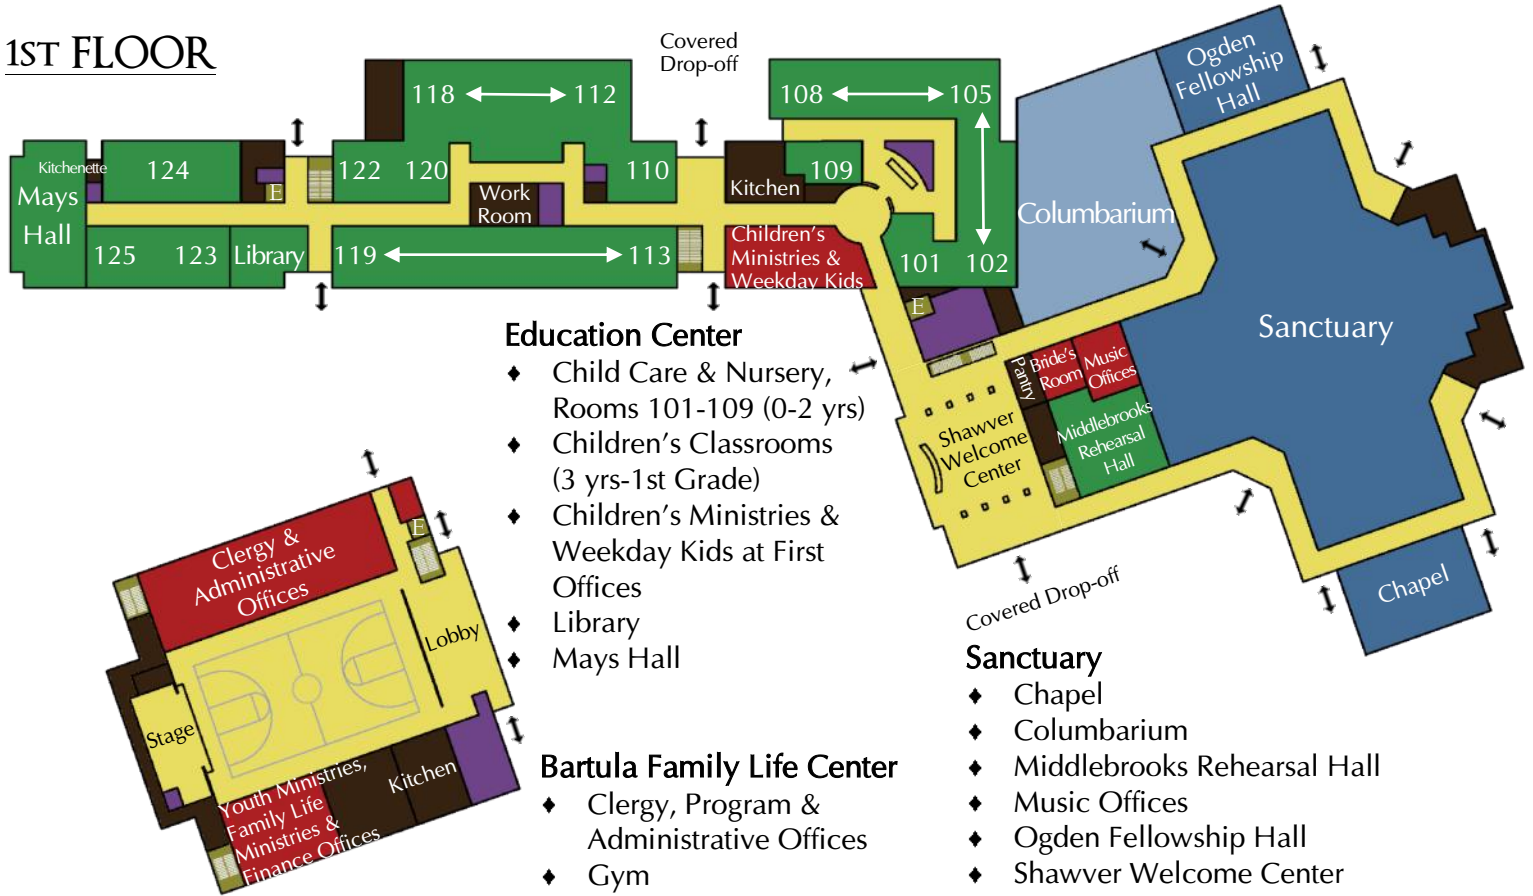 1ST FLOOR
Covered
Drop-off
118
112
108
105
Ogden
Fellowship
Hall
Kitchenette
124
122
120
110
109
Mays
Hall
E
Work
Room
Kitchen
Columbarium
125
123
Library
119
113
Children's
Ministries &
Weekday Kids
101
102
E
Sanctuary
Pantry
Bride's
Room
Music
Offices
Shawver
Welcome
Center
Middlebrooks
Rehearsal
Hall
Covered Drop-off
Chapel
Education Center
♦ Child Care & Nursery,
Rooms 101-109 (0-2 yrs)
♦ Children's Classrooms
(3 yrs-1st Grade)
♦ Children's Ministries &
Weekday Kids at First
Offices
♦ Library
♦ Mays Hall
Clergy &
Administrative
Offices
E
Lobby
Stage
Kitchen
Youth Ministries,
Family Life
Ministries &
Finance Offices
Bartula Family Life Center
♦ Clergy, Program &
Administrative Offices
♦ Gym
Sanctuary
♦ Chapel
♦ Columbarium
♦ Middlebrooks Rehearsal Hall
♦ Music Offices
♦ Ogden Fellowship Hall
♦ Shawver Welcome Center